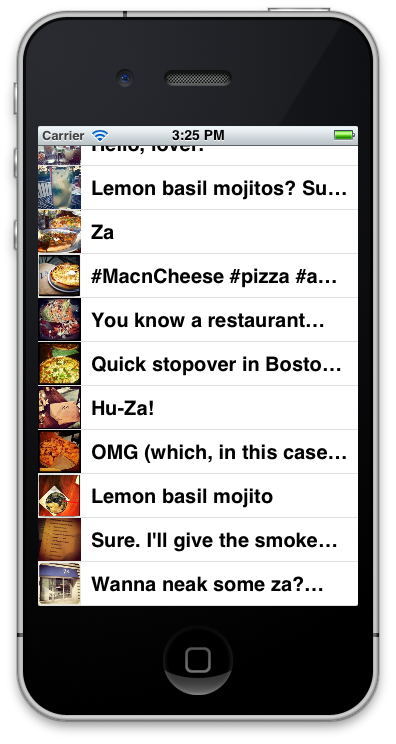 Carrier 3:25 PM
Hello, lover.
Lemon basil mojitos? Su…
Za
#MacnCheese #pizza #a…
You know a restaurant…
Quick stopover in Bosto…
Hu-Za!
OMG (which, in this case…
Lemon basil mojito
Sure. I'll give the smoke…
Wanna neak some za?…